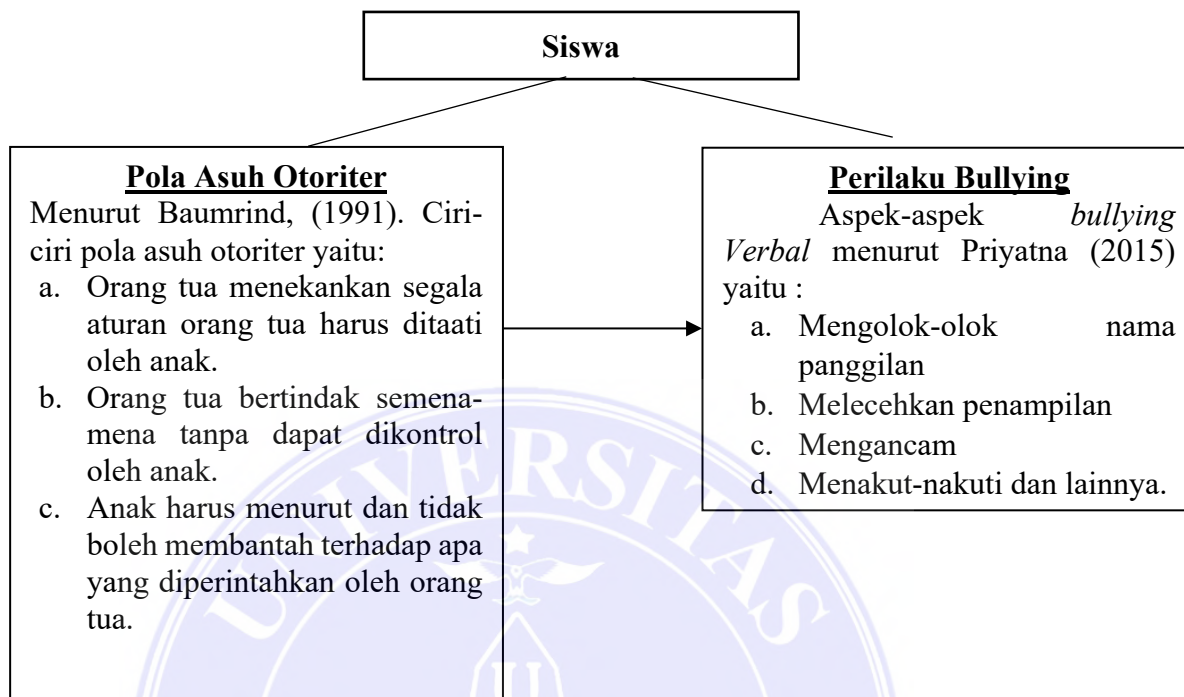 Siswa
Pola Asuh Otoriter
Menurut Baumrind, (1991). Ciri-
ciri pola asuh otoriter yaitu:
a. Orang tua menekankan segala
aturan orang tua harus ditaati
oleh anak.
b. Orang tua bertindak semena-
mena tanpa dapat dikontrol
oleh anak.
c. Anak harus menurut dan tidak
boleh membantah terhadap apa
yang diperintahkan oleh orang
tua.
Perilaku Bullying
Aspek-aspek bullying
Verbal menurut Priyatna (2015)
yaitu :
a. Mengolok-olok nama
panggilan
b. Melecehkan penampilan
c. Mengancam
d. Menakut-nakuti dan lainnya.
UNIVERSITAS